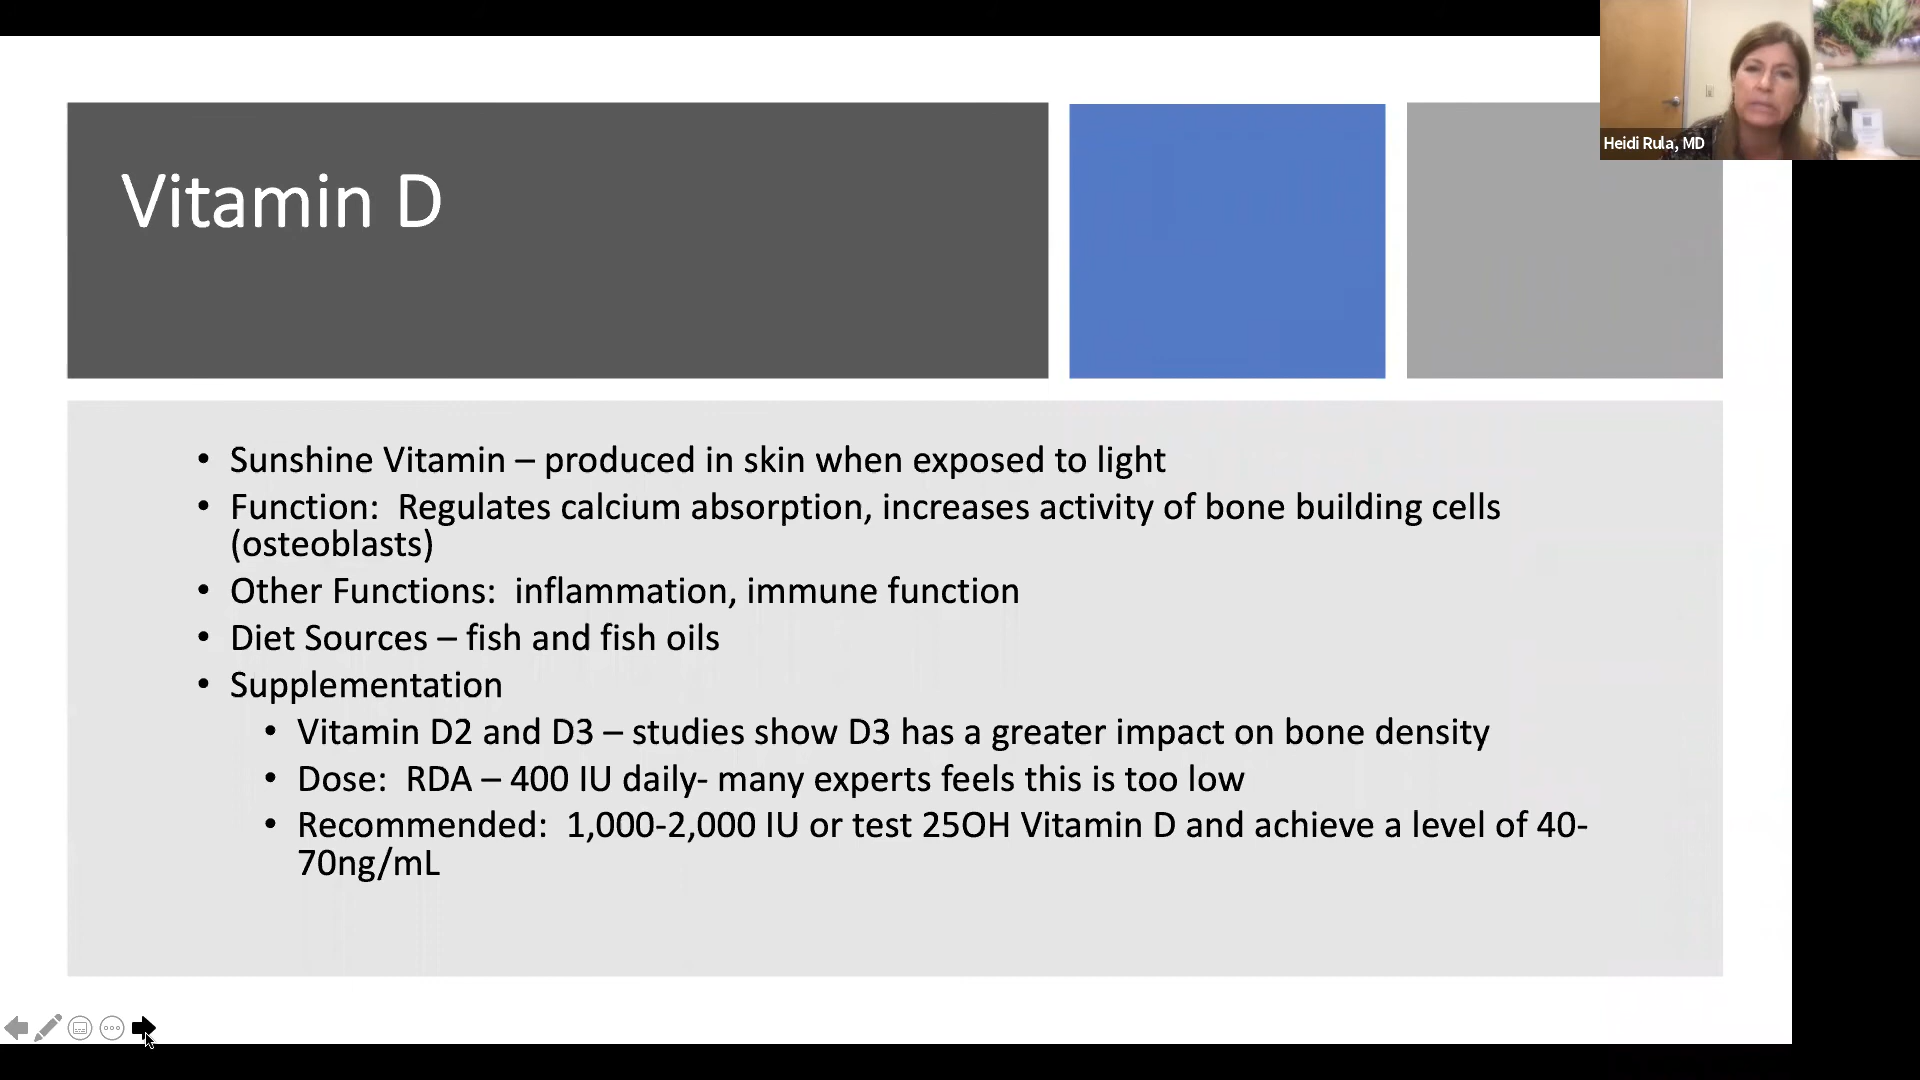 Heidi Rula, MD
Vitamin D
• Sunshine Vitamin – produced in skin when exposed to light
• Function:  Regulates calcium absorption, increases activity of bone building cells
(osteoblasts)
• Other Functions:  inflammation, immune function
• Diet Sources – fish and fish oils
• Supplementation
• Vitamin D2 and D3 – studies show D3 has a greater impact on bone density
• Dose:  RDA – 400 IU daily- many experts feels this is too low
• Recommended:  1,000-2,000 IU or test 25OH Vitamin D and achieve a level of 40-
70ng/mL